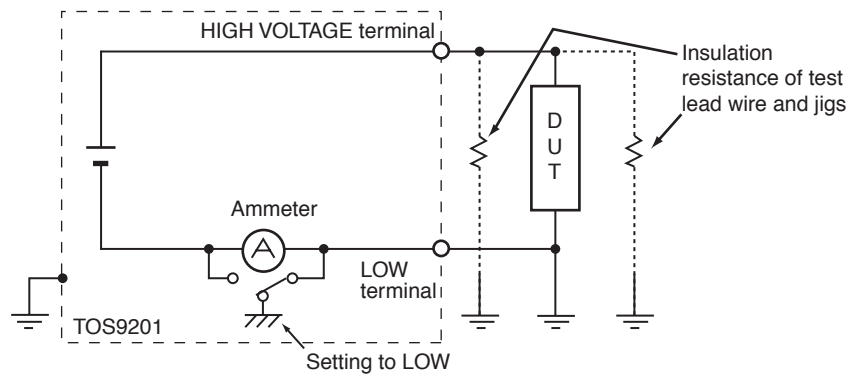 HIGH VOLTAGE terminal
Insulation
resistance of test
lead wire and jigs
D
U
T
Ammeter
A
LOW
terminal
TOS9201
Setting to LOW